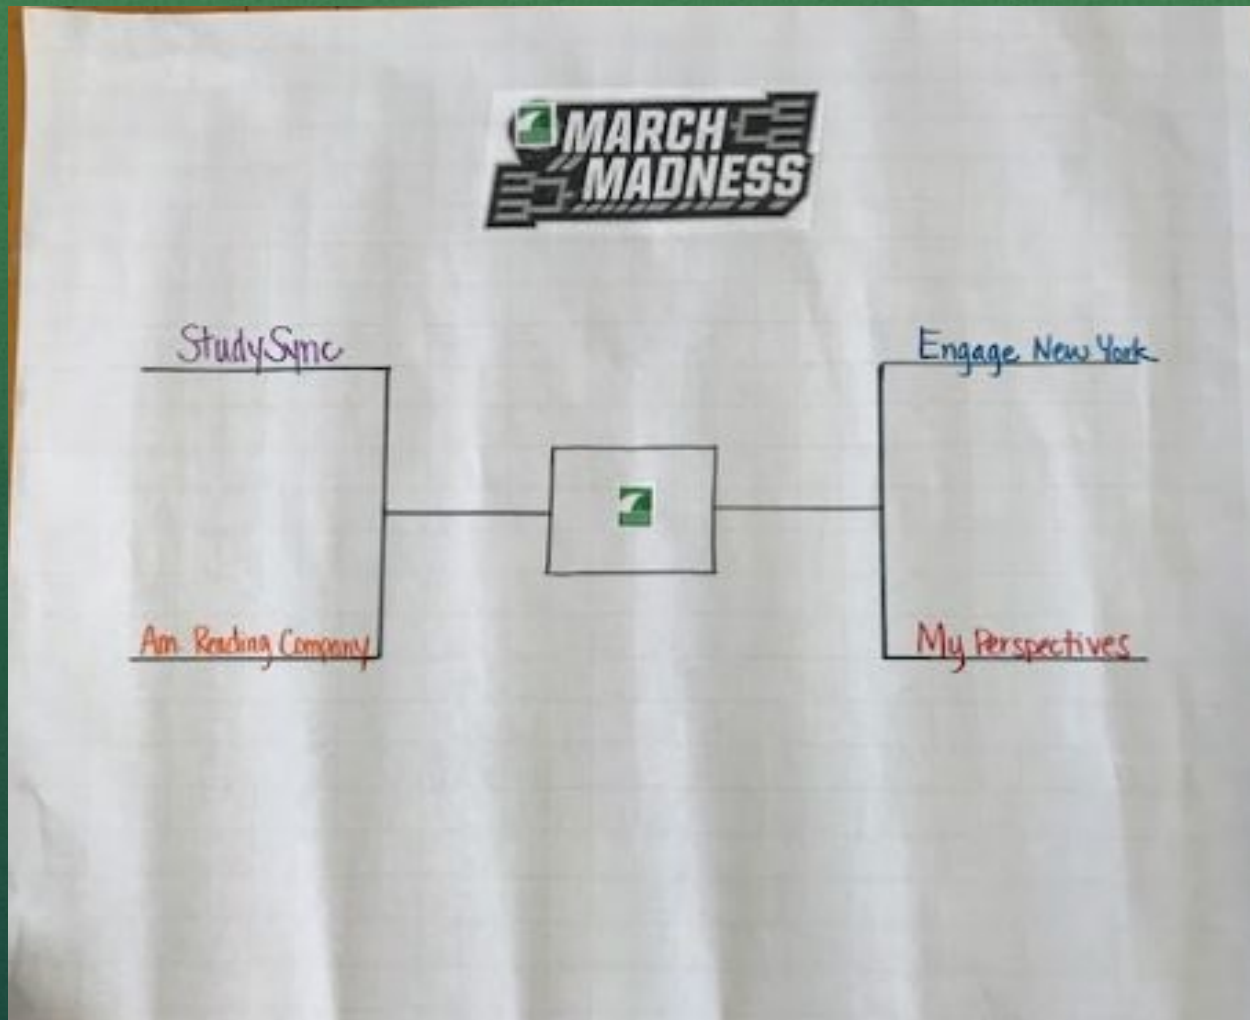 MARCH
MADNESS
StudySync
Engage New York
Am Reading Company
My Perspectives